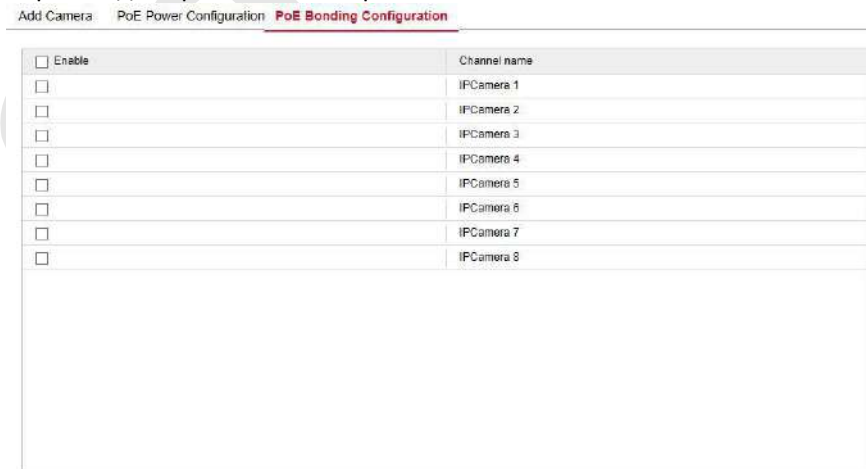 Add Camera PoE Power Configuration PoE Bonding Configuration
Enable Channel name
IPCamera 1
IPCamera 2
IPCamera 3
IPCamera 4
IPCamera 5
IPCamera 6
IPCamera 7
IPCamera 8